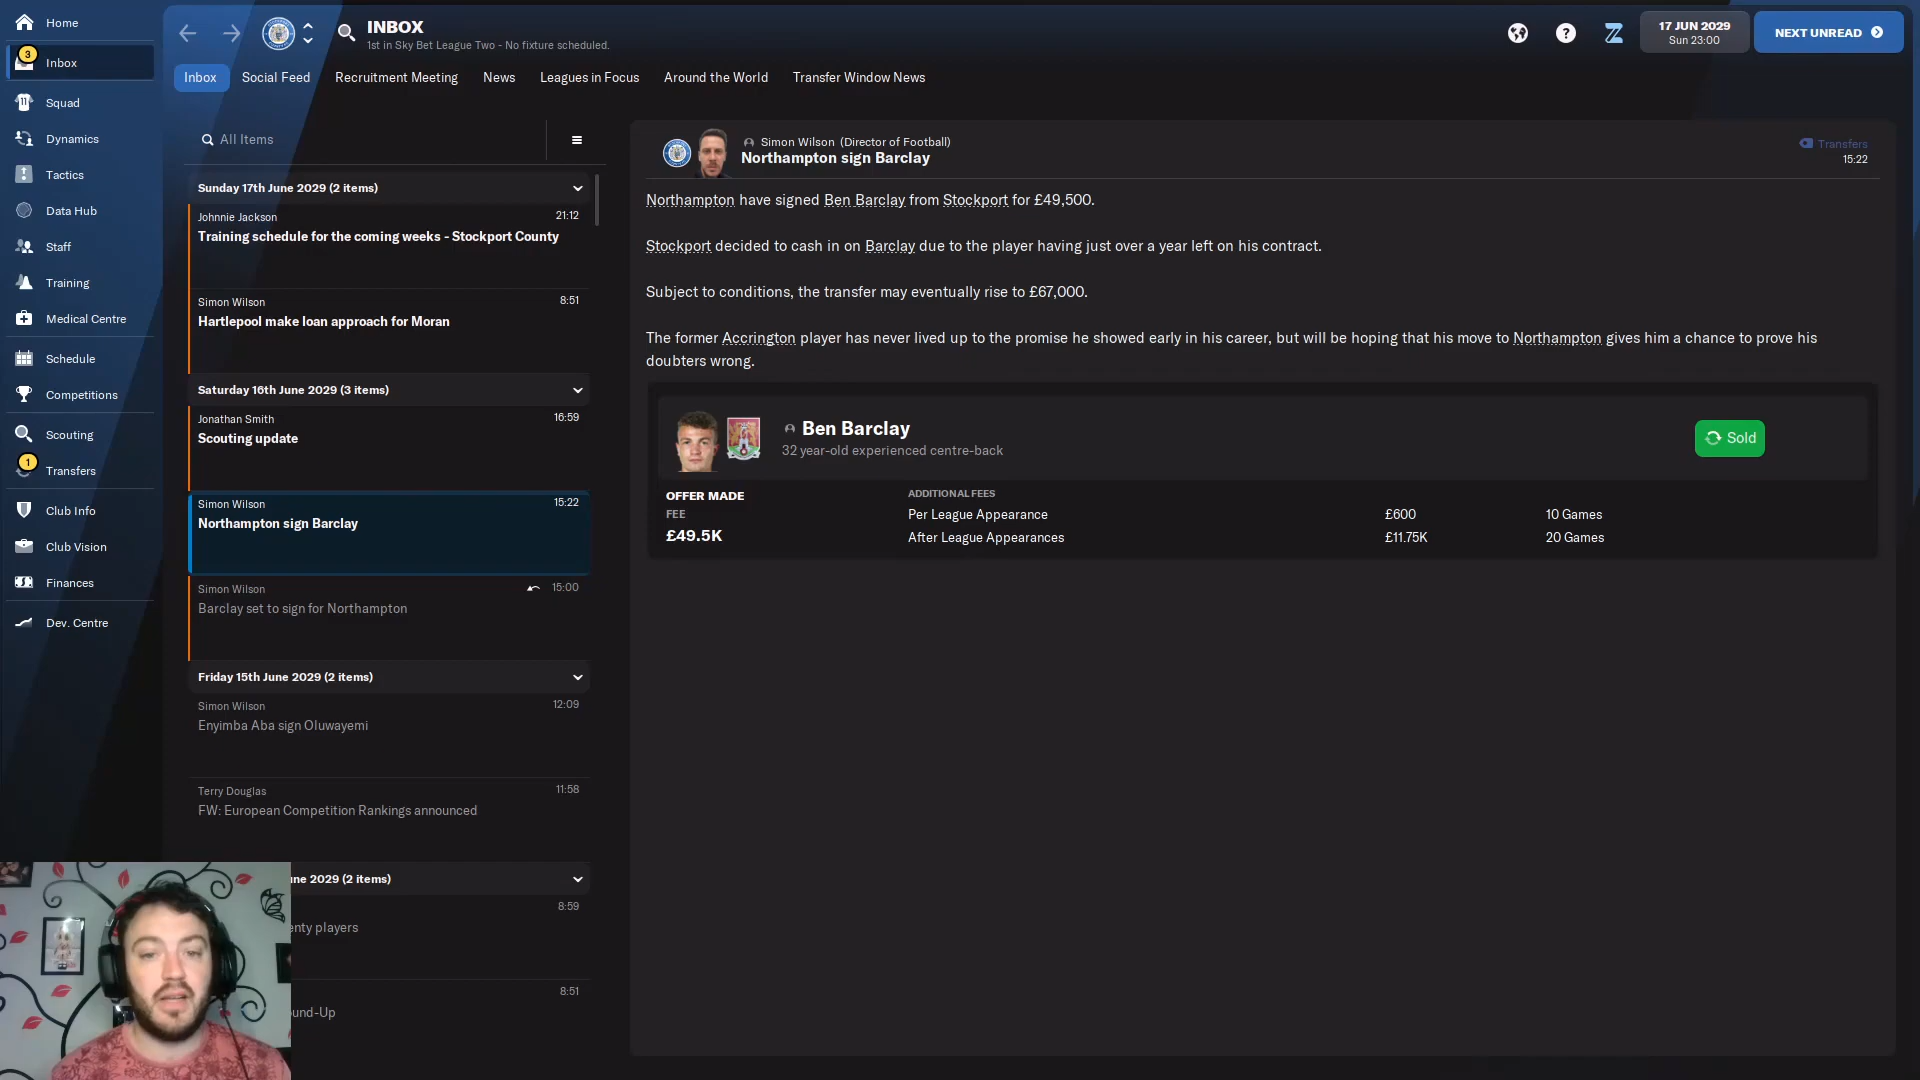 Home
3
Inbox
Squad
Dynamics
Tactics
Data Hub
Staff
Training
Medical Centre
Schedule
Competitions
Scouting
1
Transfers
Club Info
Club Vision
Finances
Dev. Centre
INBOX
1st in Sky Bet League Two - No fixture scheduled.
17 JUN 2029
Sun 23:00
NEXT UNREAD
Inbox Social Feed Recruitment Meeting News Leagues in Focus Around the World Transfer Window News
All Items
Sunday 17th June 2029 (2 items)
Johnnie Jackson 21:12
Training schedule for the coming weeks - Stockport County
Simon Wilson 8:51
Hartlepool make loan approach for Moran
Saturday 16th June 2029 (3 items)
Jonathan Smith 16:59
Scouting update
Simon Wilson 15:22
Northampton sign Barclay
Simon Wilson 15:00
Barclay set to sign for Northampton
Friday 15th June 2029 (2 items)
Simon Wilson 12:09
Enyimba Aba sign Oluwayemi
Terry Douglas 11:58
FW: European Competition Rankings announced
2029 (2 items)
8:59
players
8:51
Simon Wilson (Director of Football)
Northampton sign Barclay
Transfers
15:22
Northampton have signed Ben Barclay from Stockport for £49,500.
Stockport decided to cash in on Barclay due to the player having just over a year left on his contract.
Subject to conditions, the transfer may eventually rise to £67,000.
The former Accrington player has never lived up to the promise he showed early in his career, but will be hoping that his move to Northampton gives him a chance to prove his
doubters wrong.
Ben Barclay
32 year-old experienced centre-back
Sold
OFFER MADE
FEE
£49.5K
ADDITIONAL FEES
Per League Appearance £600 10 Games
After League Appearances £11.75K 20 Games